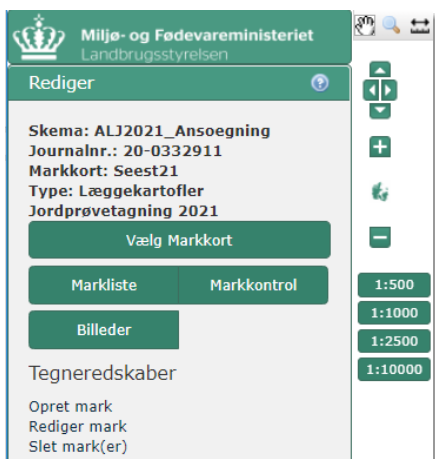 Miljø- og Fødevareministeriet
Landbrugsstyrelsen
Rediger
?
Skema: ALJ2021_Ansoegning
Journalnr.: 20-0332911
Markkort: Seest21
Type: Læggekartofler
Jordprøvetagning 2021
Vælg Markkort
Markliste
Markkontrol
Billeder
Tegneredskaber
Opret mark
Rediger mark
Slet mark(er)
1:500
1:1000
1:2500
1:10000